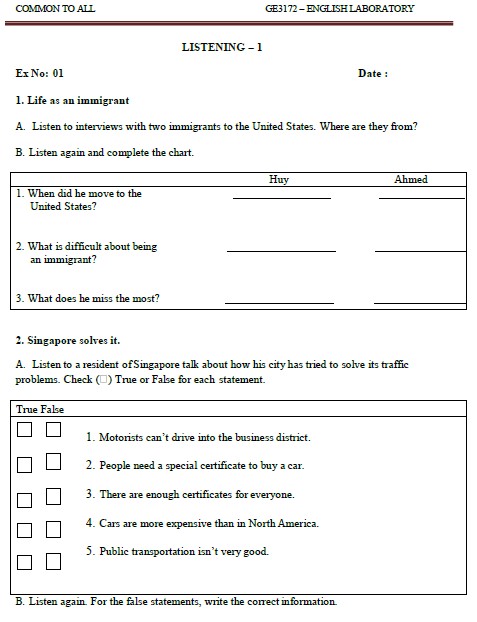 COMMON TO ALL GE3172 – ENGLISH LABORATORY
LISTENING – 1
Ex No: 01 Date :
1. Life as an immigrant
A. Listen to interviews with two immigrants to the United States. Where are they from?
B. Listen again and complete the chart.
Huy Ahmed
1. When did he move to the
United States?
2. What is difficult about being
an immigrant?
3. What does he miss the most?
2. Singapore solves it.
A. Listen to a resident of Singapore talk about how his city has tried to solve its traffic
problems. Check (□) True or False for each statement.
True False
1. Motorists can't drive into the business district.
2. People need a special certificate to buy a car.
3. There are enough certificates for everyone.
4. Cars are more expensive than in North America.
5. Public transportation isn't very good.
B. Listen again. For the false statements, write the correct information.